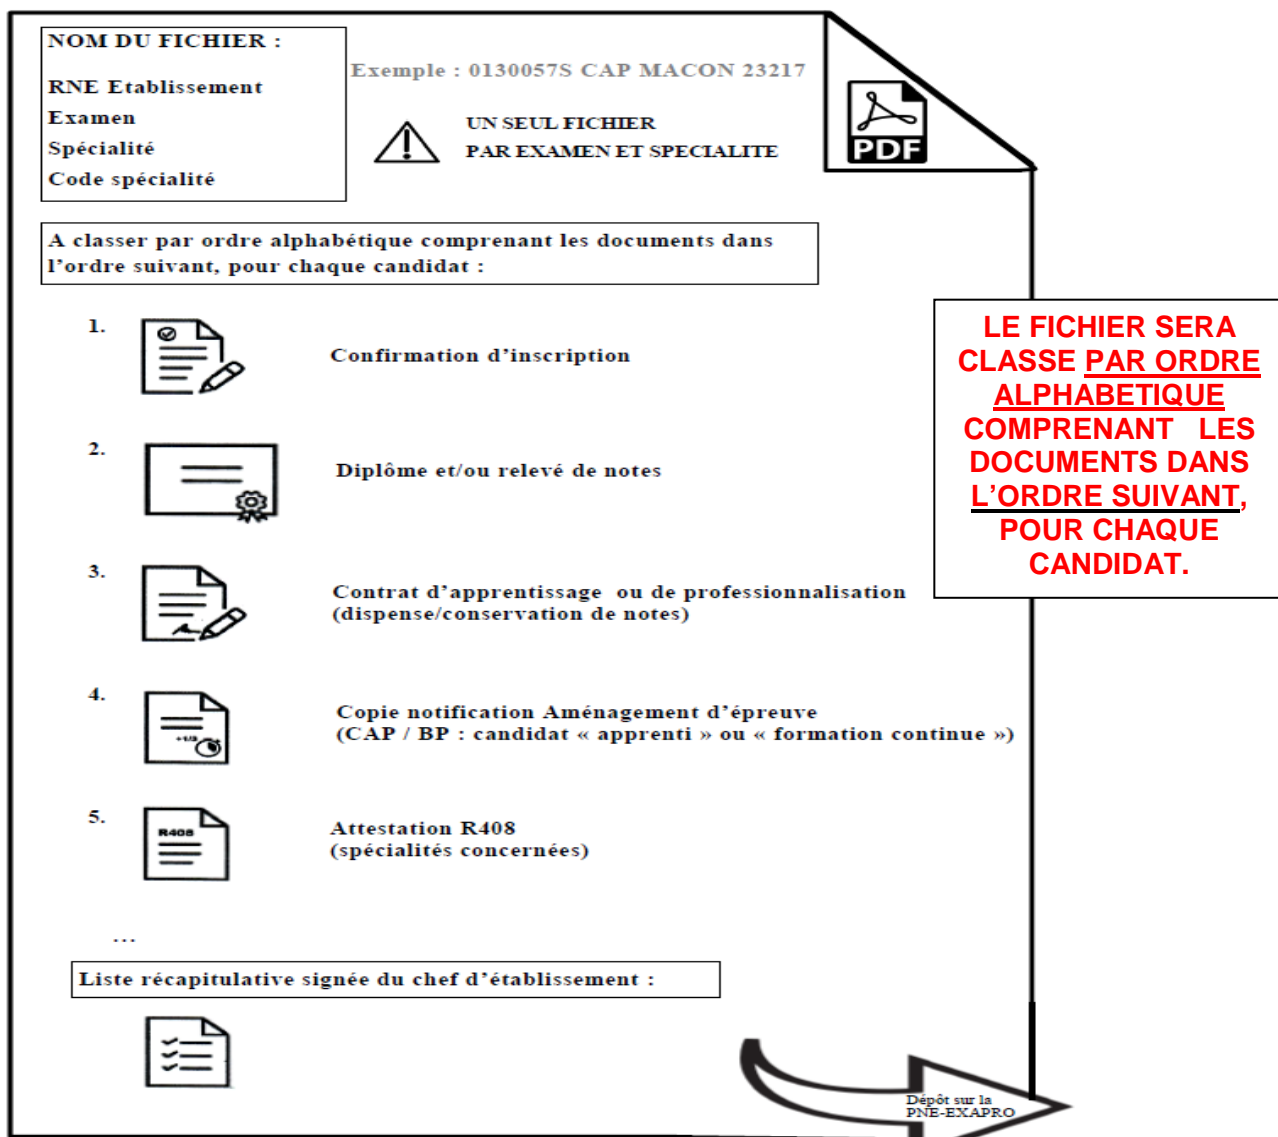 NOM DU FICHIER :
RNE Etablissement
Examen
Spécialité
Code spécialité
Exemple : 0130057S CAP MACON 23217
UN SEUL FICHIER
PAR EXAMEN ET SPECIALITE
PDF
A classer par ordre alphabétique comprenant les documents dans
l'ordre suivant, pour chaque candidat :
1.
Confirmation d'inscription
2.
Diplôme et/ou relevé de notes
3.
Contrat d'apprentissage ou de professionnalisation
(dispense/conservation de notes)
4.
+1/3
Copie notification Aménagement d'épreuve
(CAP / BP : candidat « apprenti » ou « formation continue »)
5.
R408
Attestation R408
(spécialités concernées)
...
Liste récapitulative signée du chef d'établissement :
LE FICHIER SERA
CLASSE PAR ORDRE
ALPHABETIQUE
COMPRENANT LES
DOCUMENTS DANS
L'ORDRE SUIVANT,
POUR CHAQUE
CANDIDAT.
Dépôt sur la
PNE-EXAPRO